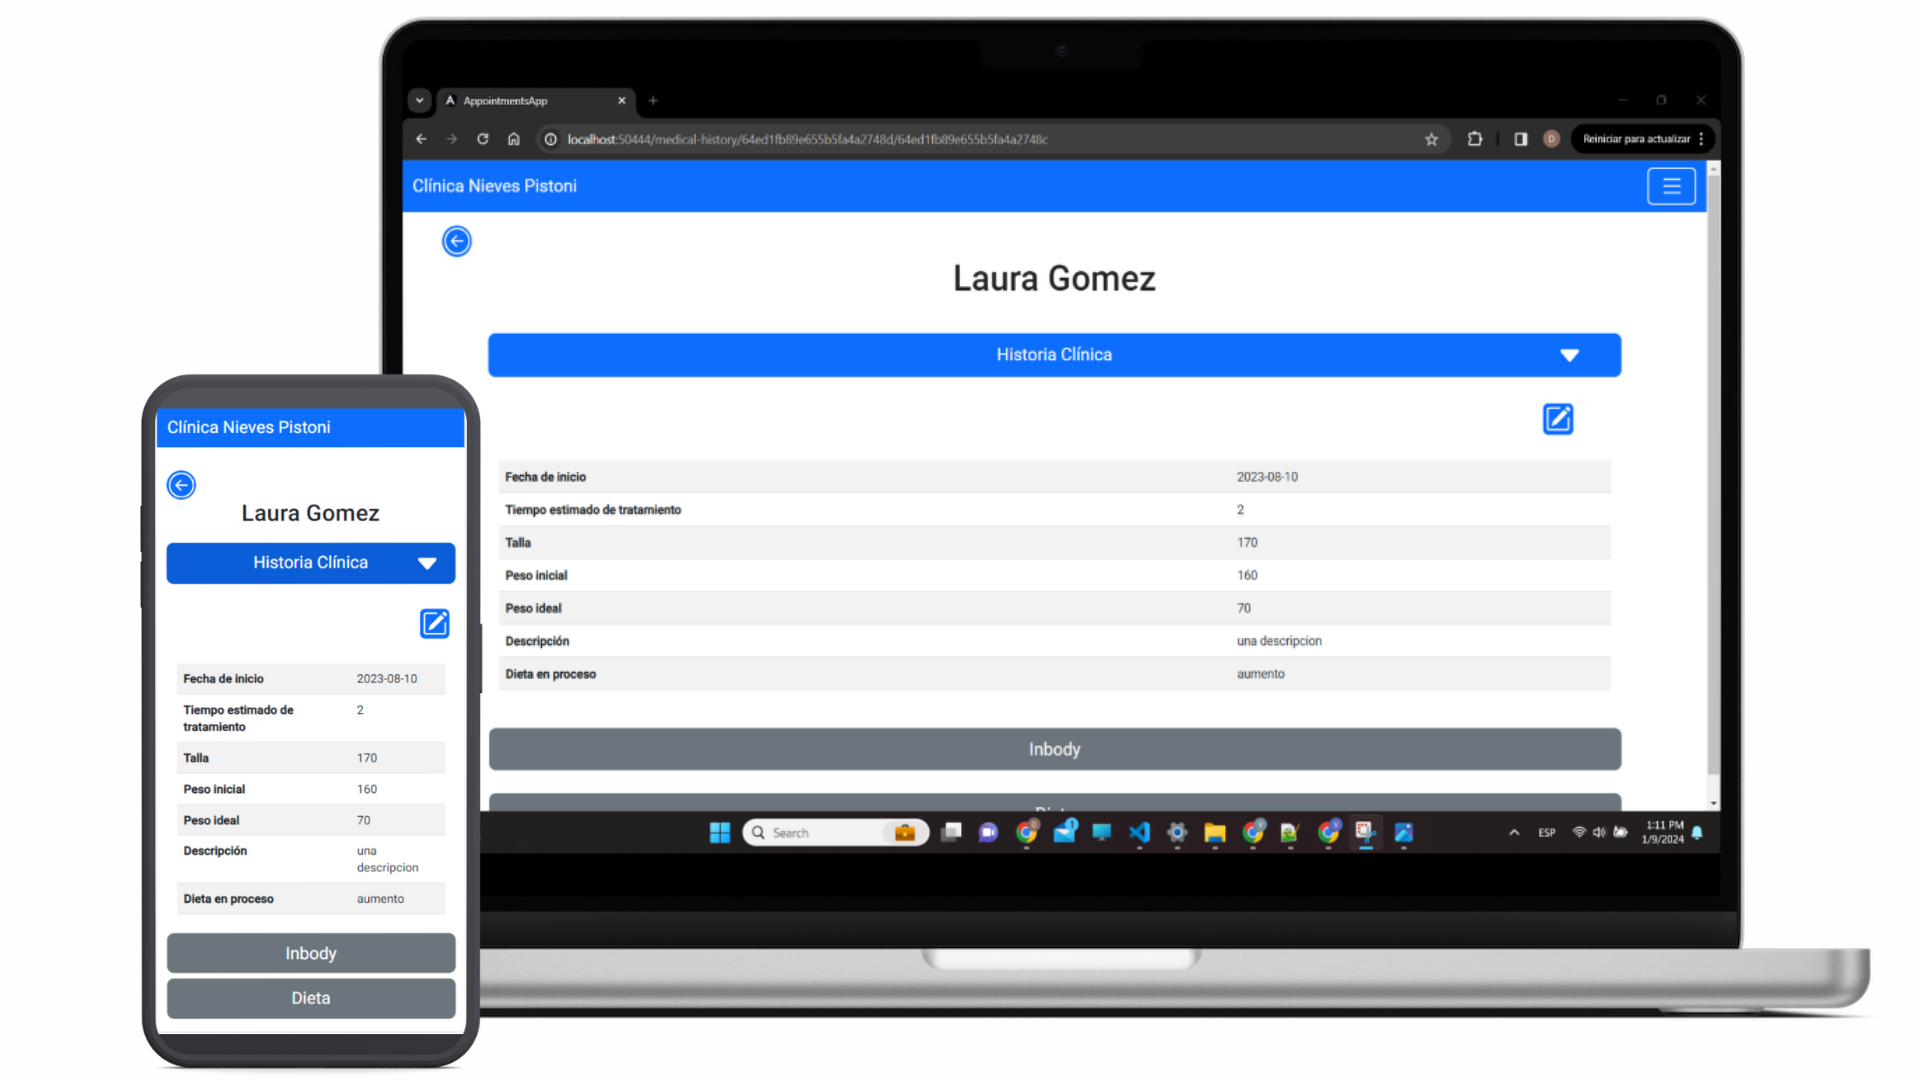 AppointmentsApp
localhost:50444/medical-history/64ed1fb89e655b5fa4a2748d/64ed1fb89e655b5fa4a2748c
D
Reiniciar para actualizar
Clínica Nieves Pistoni
Laura Gomez
Historia Clínica
Fecha de inicio 2023-08-10
Tiempo estimado de tratamiento 2
Talla 170
Peso inicial 160
Peso ideal 70
Descripción una descripcion
Dieta en proceso aumento
Inbody
Search
ESP
1:11 PM
1/9/2024
Clínica Nieves Pistoni
Laura Gomez
Historia Clínica
Fecha de inicio 2023-08-10
Tiempo estimado de 2
tratamiento
Talla 170
Peso inicial 160
Peso ideal 70
Descripción una
descripcion
Dieta en proceso aumento
Inbody
Dieta